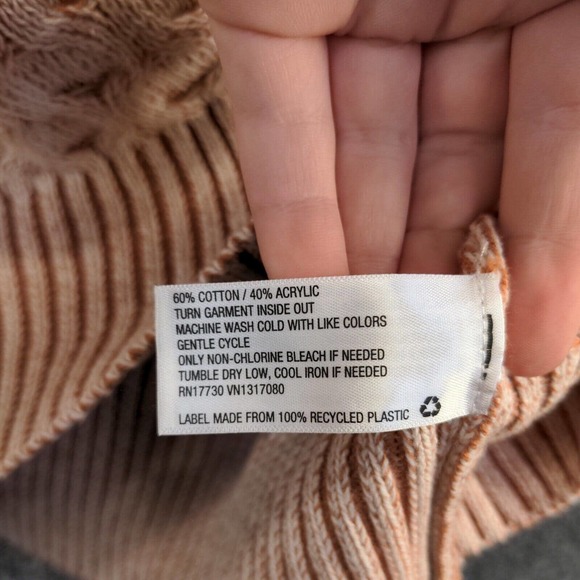 60% COTTON / 40% ACRYLIC
TURN GARMENT INSIDE OUT
MACHINE WASH COLD WITH LIKE COLORS
GENTLE CYCLE
ONLY NON-CHLORINE BLEACH IF NEEDED
TUMBLE DRY LOW, COOL IRON IF NEEDED
RN17730 VN1317080
LABEL MADE FROM 100% RECYCLED PLASTIC